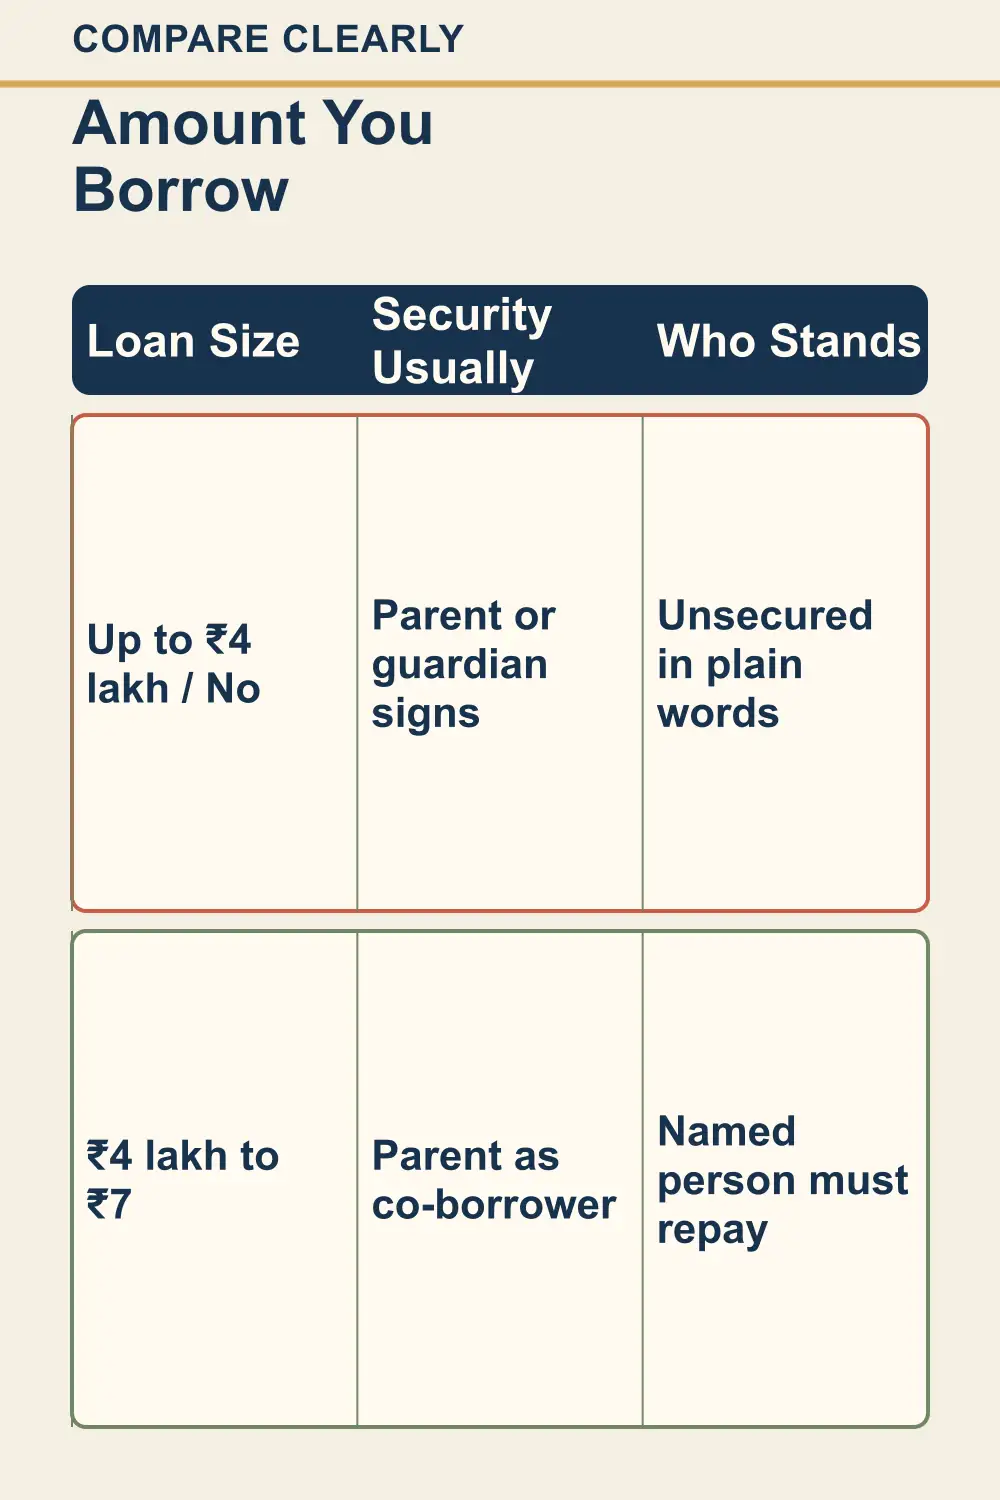 COMPARE CLEARLY
Amount You
Borrow
Loan Size
Security
Usually
Who Stands
Up to ₹4
lakh / No
Parent or
guardian
signs
Unsecured
in plain
words
₹4 lakh to
₹7
Parent as
co-borrower
Named
person must
repay